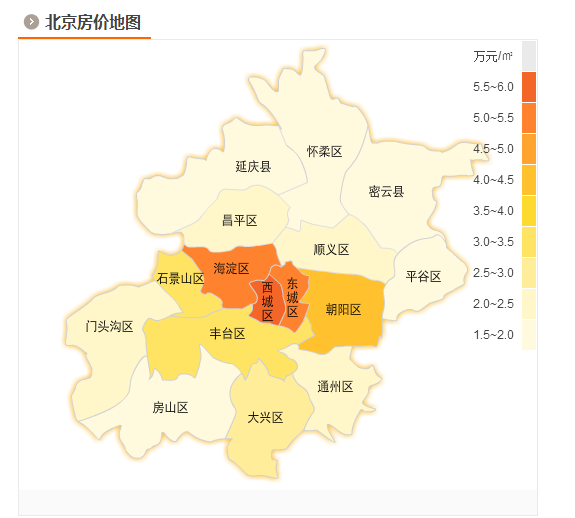 北京房价地图
万元/㎡
5.5~6.0
5.0~5.5
4.5~5.0
4.0~4.5
3.5~4.0
3.0~3.5
2.5~3.0
2.0~2.5
1.5~2.0
怀柔区
延庆县
密云县
昌平区
顺义区
平谷区
海淀区
石景山区
西城区
东城区
朝阳区
门头沟区
丰台区
通州区
房山区
大兴区